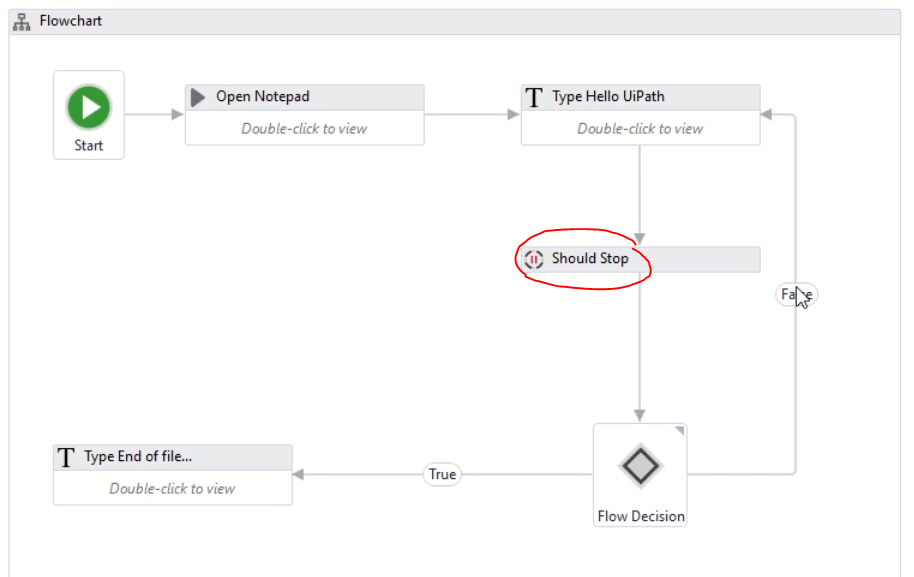 Flowchart
Start
Open Notepad
Double-click to view
T Type Hello UiPath
Double-click to view
Should Stop
T Type End of file...
Double-click to view
True
Flow Decision